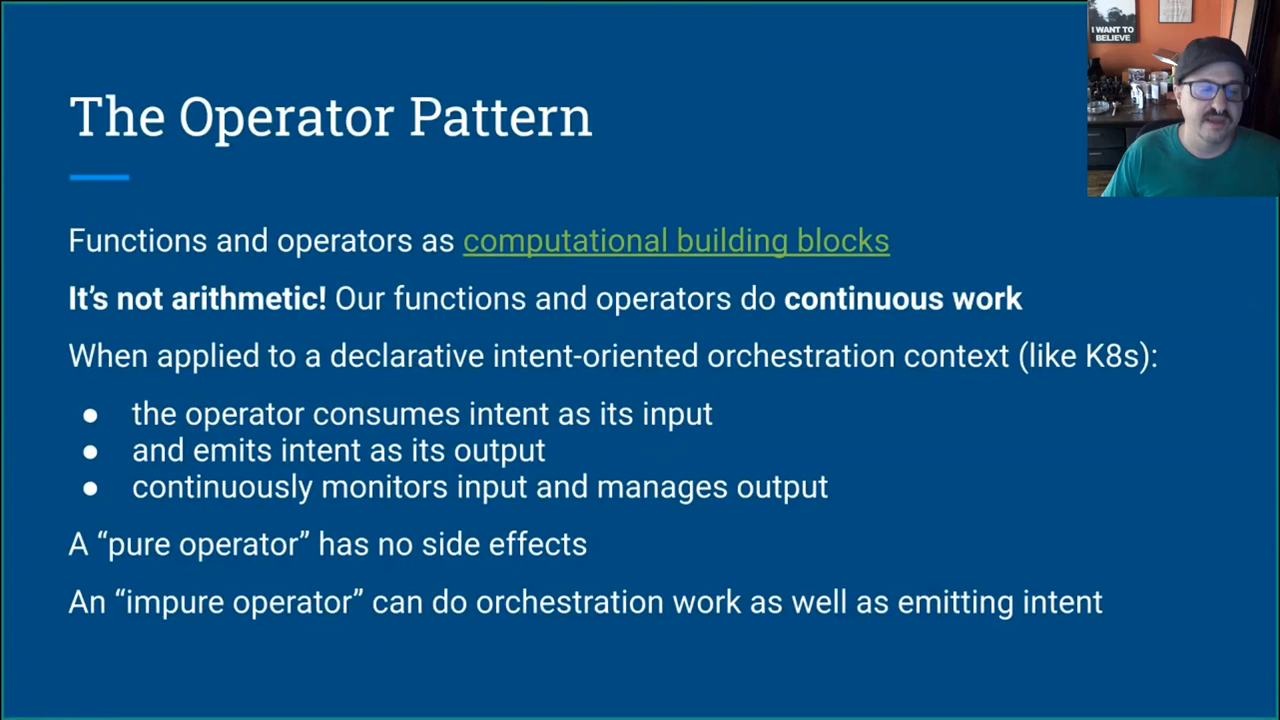 I WANT TO
BELIEVE
The Operator Pattern
Functions and operators as computational building blocks
It’s not arithmetic! Our functions and operators do continuous work
When applied to a declarative intent-oriented orchestration context (like K8s):
● the operator consumes intent as its input
● and emits intent as its output
● continuously monitors input and manages output
A “pure operator” has no side effects
An “impure operator” can do orchestration work as well as emitting intent